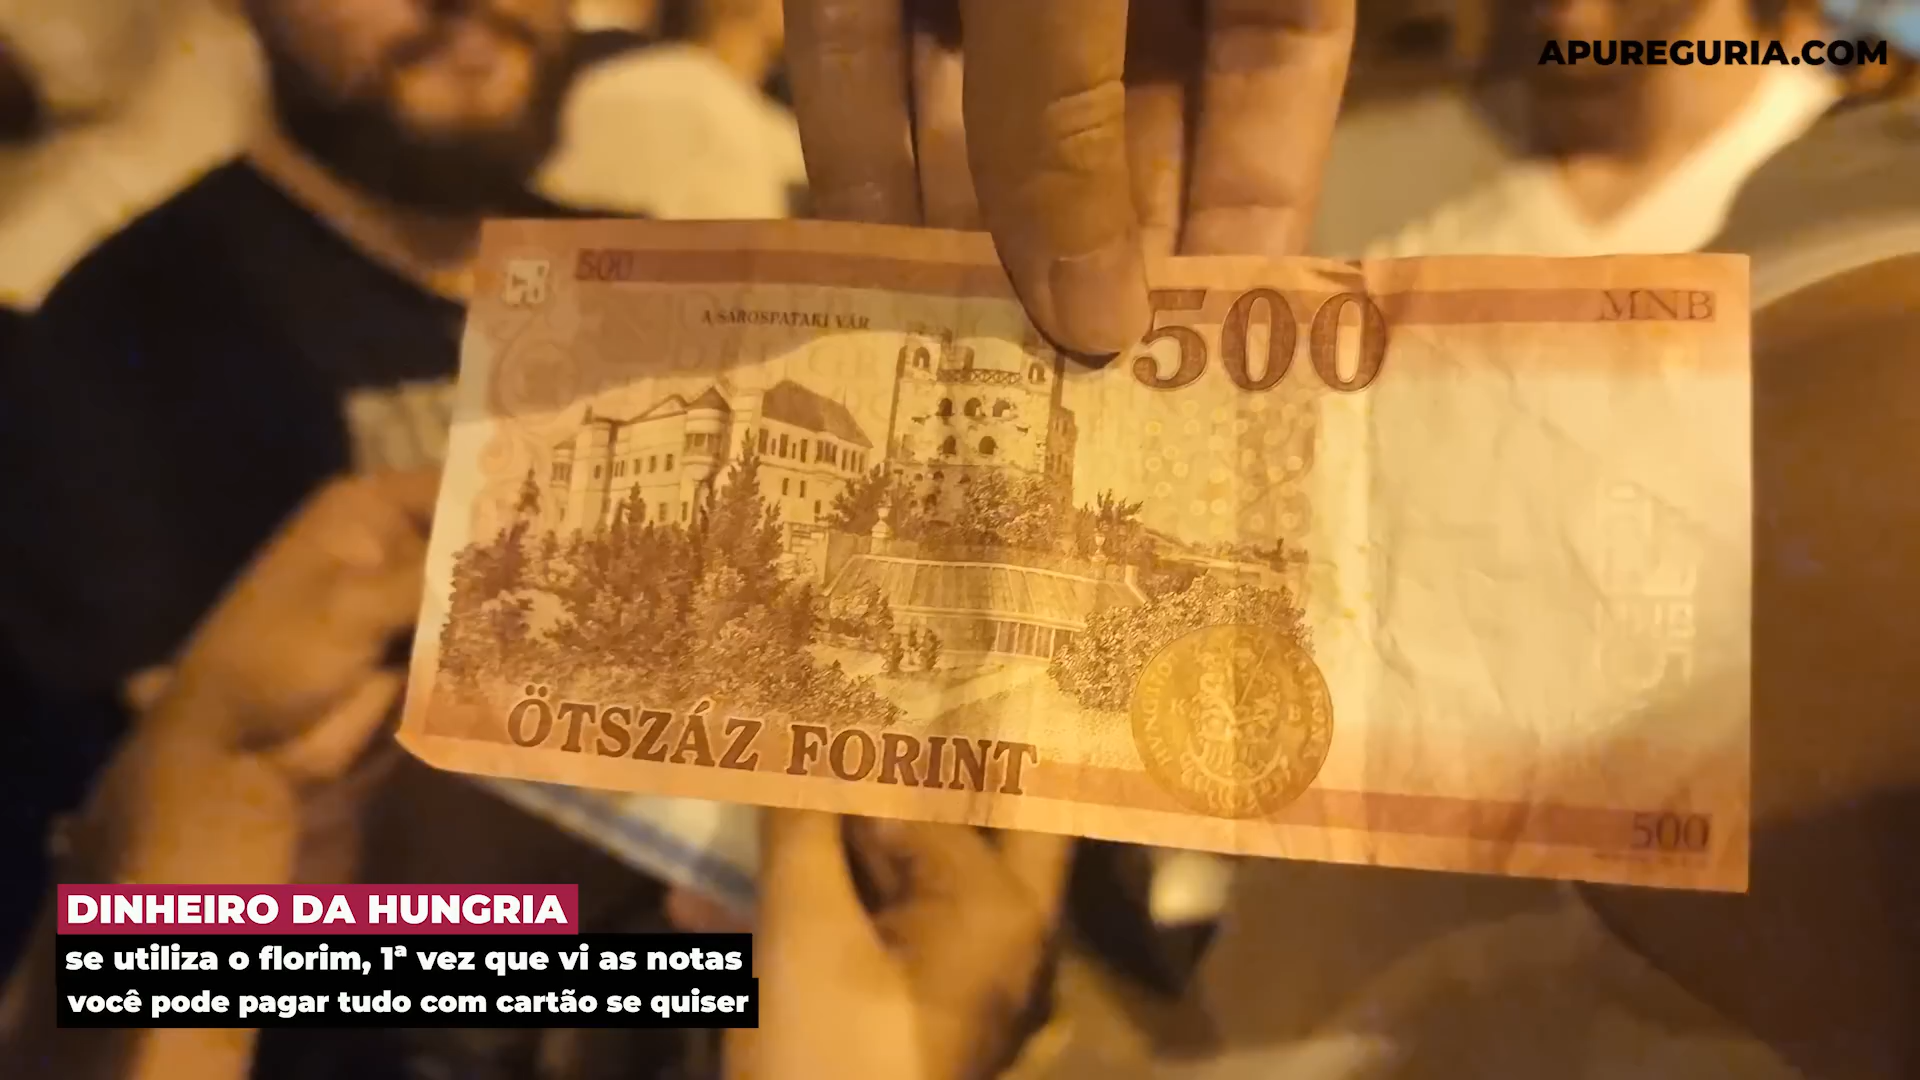 APUREGURIA.COM
500
MNB
A SÁROSPATAKI VÁR
500
ÖTSZÁZ FORINT
K B
500
DINHEIRO DA HUNGRIA
se utiliza o florim, 1ª vez que vi as notas
você pode pagar tudo com cartão se quiser